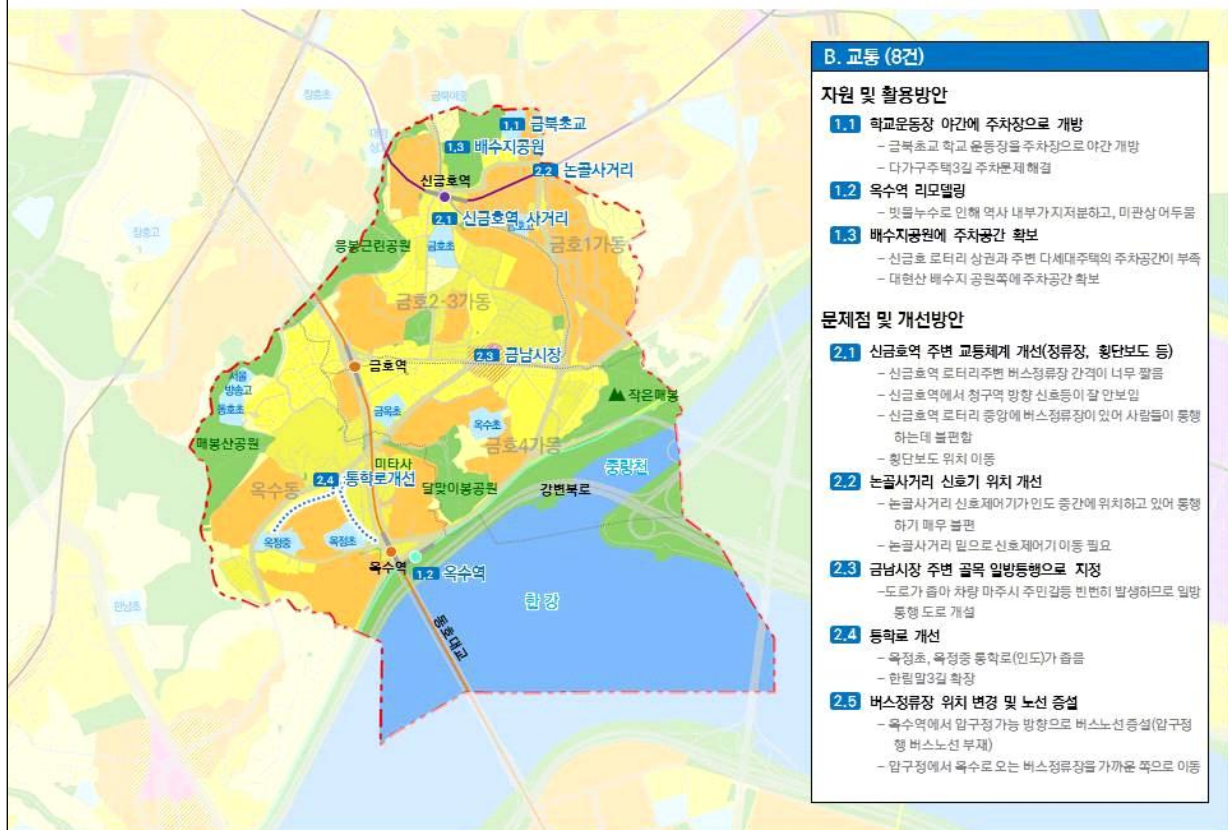 장충초
금북여중
1.1 금북초교
1.3 배수지공원
2.2 논골사거리
신금호역
2.1 신금호역 사거리
장충고
응봉근린공원
금호초
금호1가동
금호2-3가동
2.3 금남시장
금호역
서울
방송고
동호초
작은매봉
금옥초
옥수초
매봉산공원
금호4가동
미타사
중랑천
2.4 통학로개선
옥수동
달맞이봉공원
강변북로
옥정중
옥정초
옥수역
1.2 옥수역
한남초
한강
동호대교
B. 교통 (8건)
자원 및 활용방안
1.1 학교운동장 야간에 주차장으로 개방
– 금북초교 학교 운동장을 주차장으로 야간 개방
– 다가구주택3길 주차문제 해결
1.2 옥수역 리모델링
– 빗물누수로 인해 역사 내부가 지저분하고, 미관상 어두움
1.3 배수지공원에 주차공간 확보
– 신금호 로터리 상권과 주변 다세대주택의 주차공간이 부족
– 대현산 배수지 공원쪽에 주차공간 확보
문제점 및 개선방안
2.1 신금호역 주변 교통체계 개선(정류장, 횡단보도 등)
– 신금호역 로터리주변 버스정류장 간격이 너무 짧음
– 신금호역에서 청구역 방향 신호등이 잘 안보임
– 신금호역 로터리 중앙에 버스정류장이 있어 사람들이 통행
하는데 불편함
– 횡단보도 위치 이동
2.2 논골사거리 신호기 위치 개선
– 논골사거리 신호제어기가 인도 중간에 위치하고 있어 통행
하기 매우 불편
– 논골사거리 밑으로 신호제어기 이동 필요
2.3 금남시장 주변 골목 일방통행으로 지정
–도로가 좁아 차량 마주시 주민갈등 빈번히 발생하므로 일방
통행 도로 개설
2.4 통학로 개선
– 옥정초, 옥정중 통학로(인도)가 좁음
– 한림말3길 확장
2.5 버스정류장 위치 변경 및 노선 증설
– 옥수역에서 압구정가능 방향으로 버스노선 증설(압구정
행 버스노선 부재)
– 압구정에서 옥수로 오는 버스정류장을 가까운 쪽으로 이동